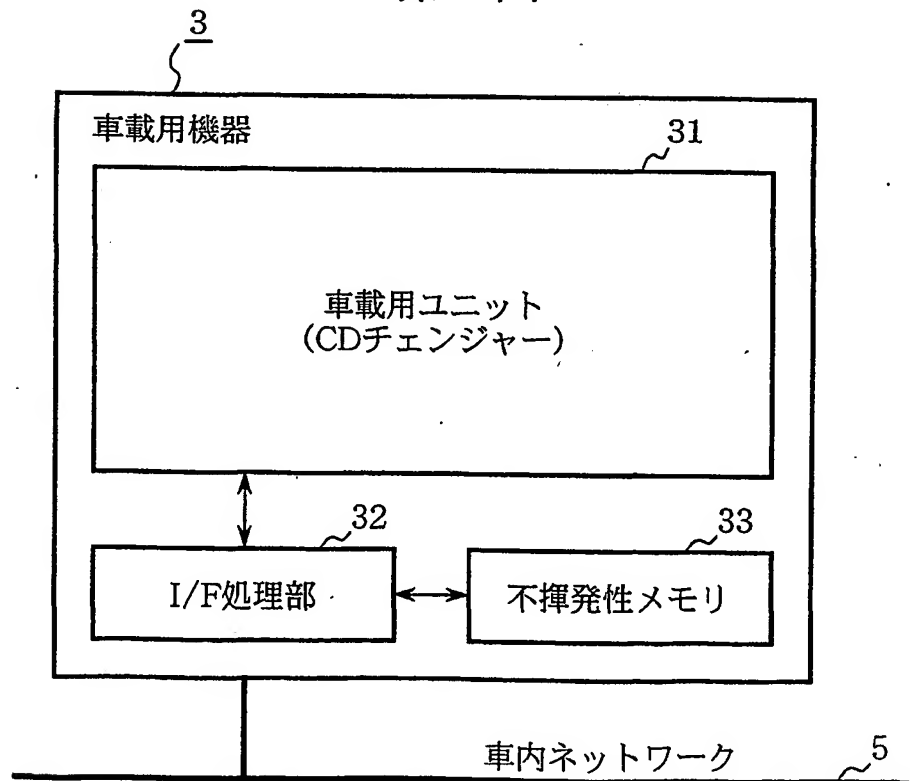 3
車載用機器
31
車載用ユニット
(CDチェンジャー)
32
33
I/F処理部
不揮発性メモリ
車内ネットワーク
5